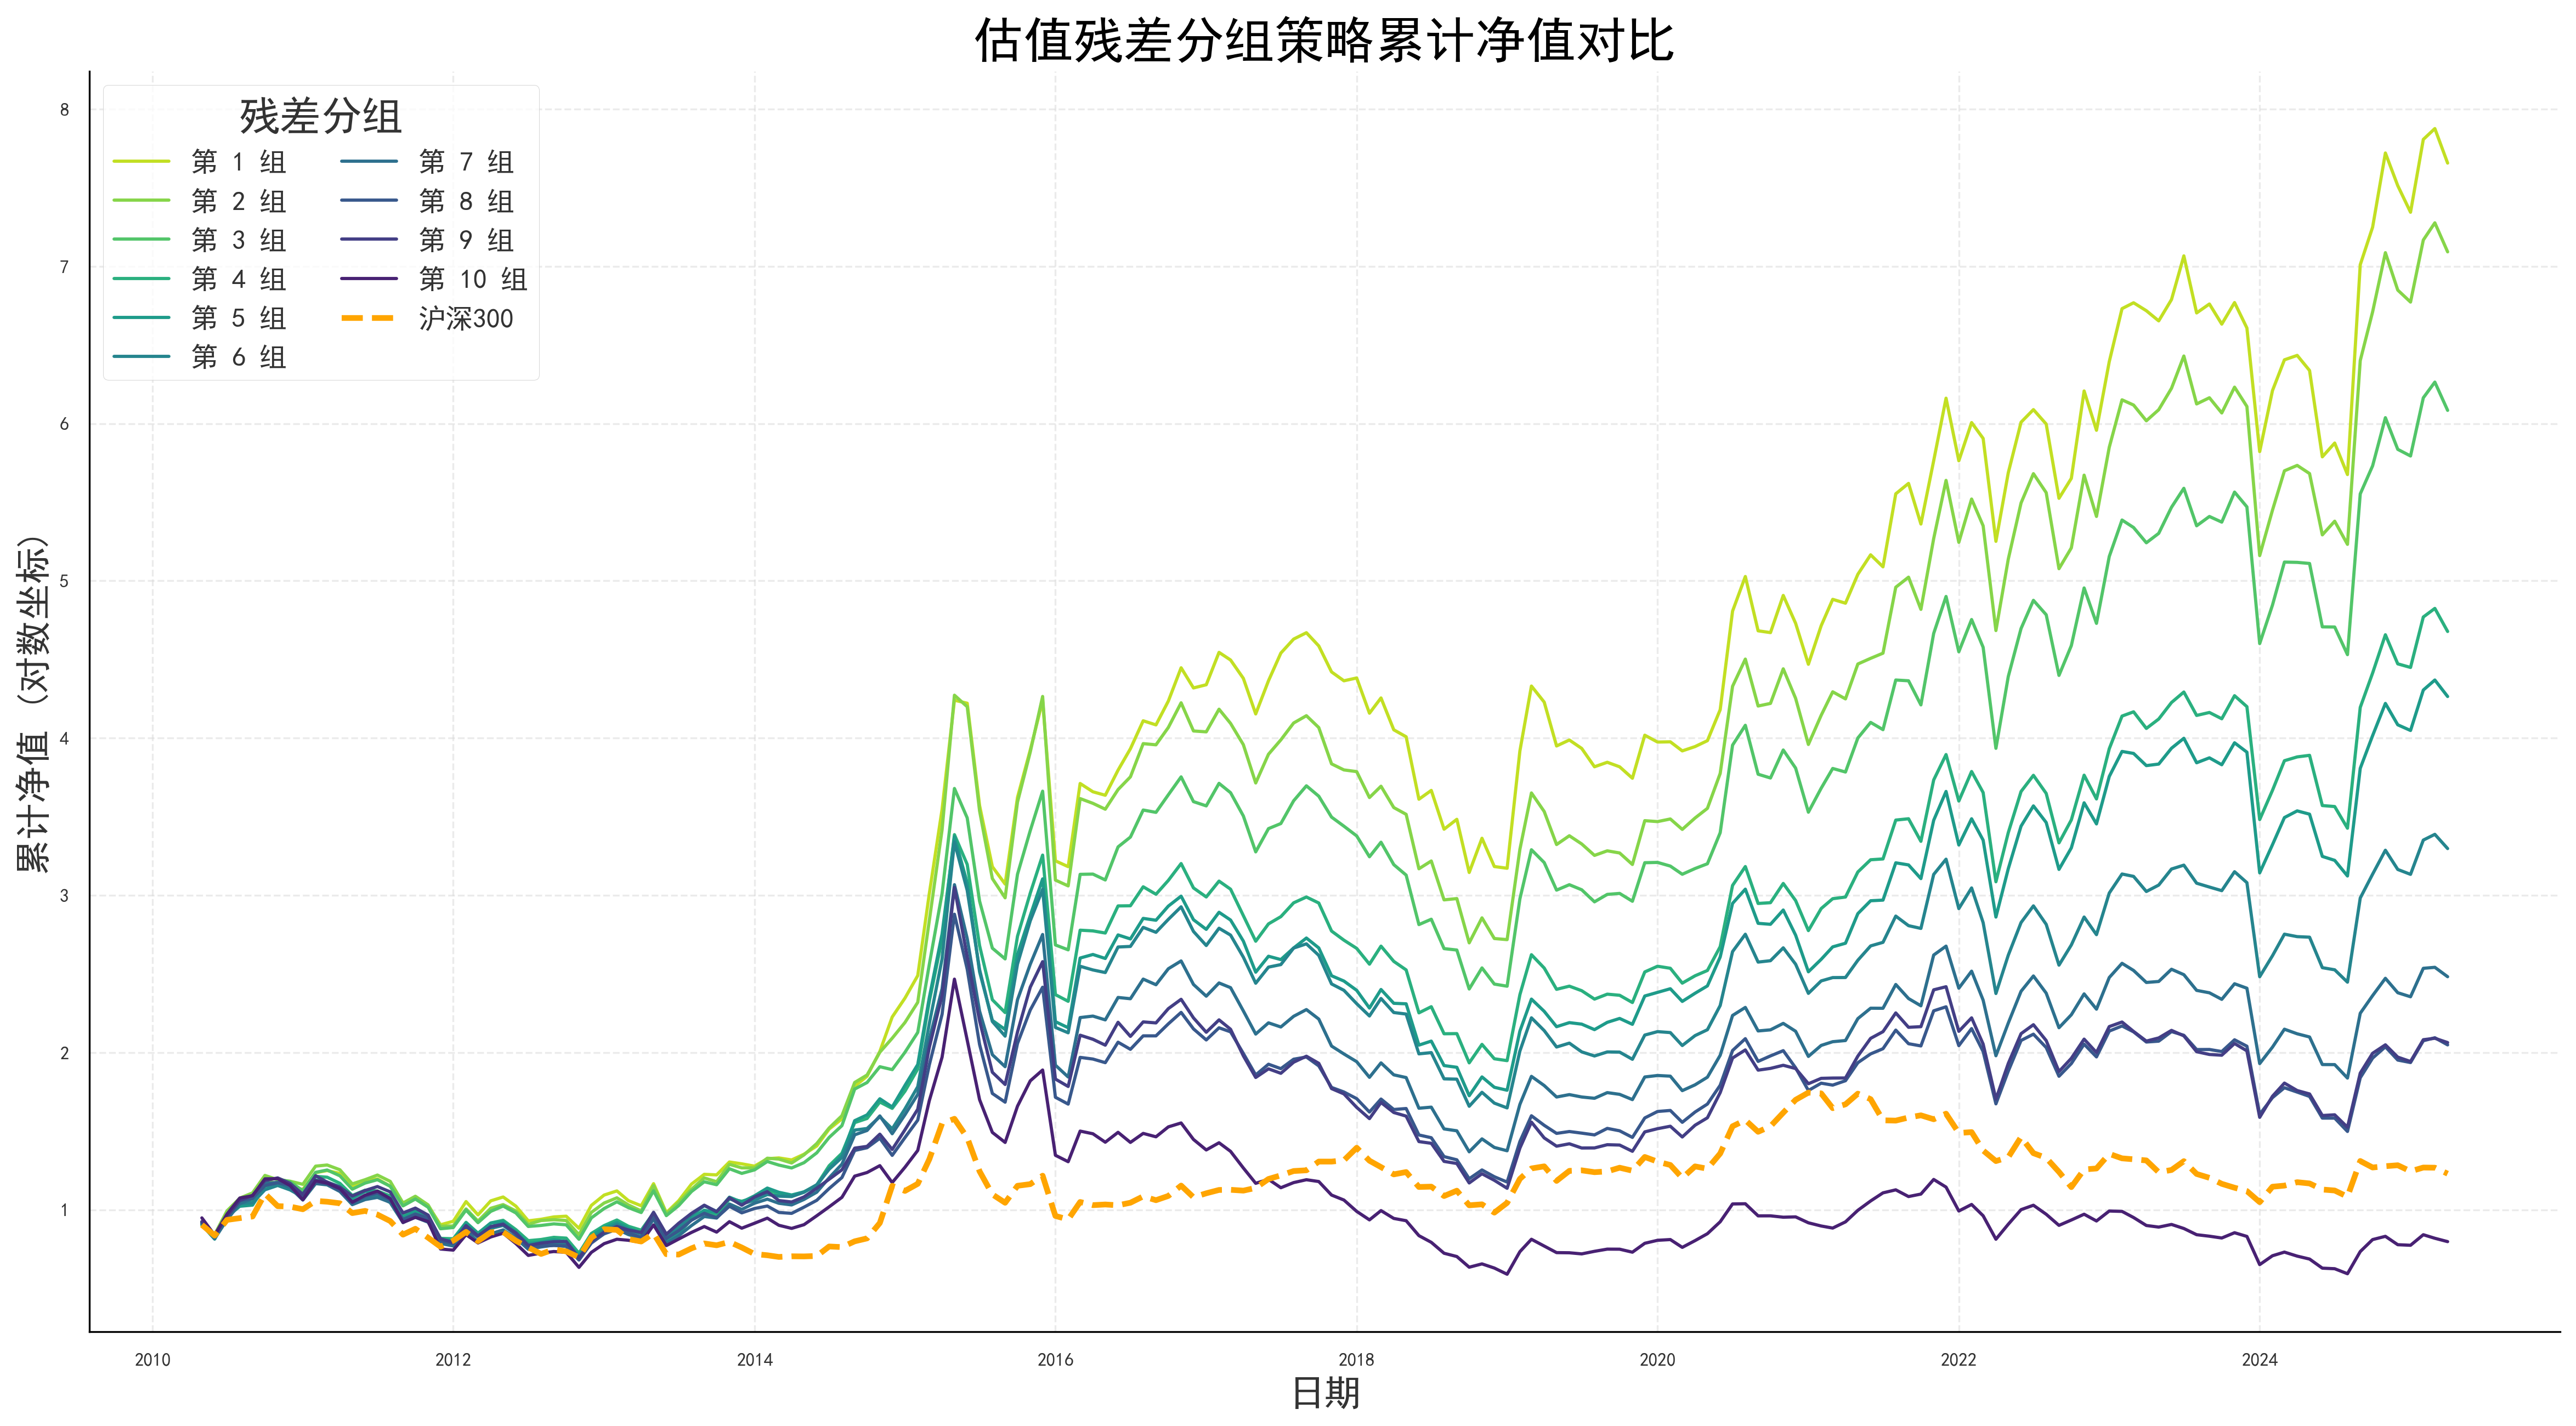 估值残差分组策略累计净值对比
残差分组
第 1 组
第 2 组
第 3 组
第 4 组
第 5 组
第 6 组
第 7 组
第 8 组
第 9 组
第 10 组
沪深300
累计净值 (对数坐标)
8
7
6
5
4
3
2
1
2010
2012
2014
2016
2018
2020
2022
2024
日期